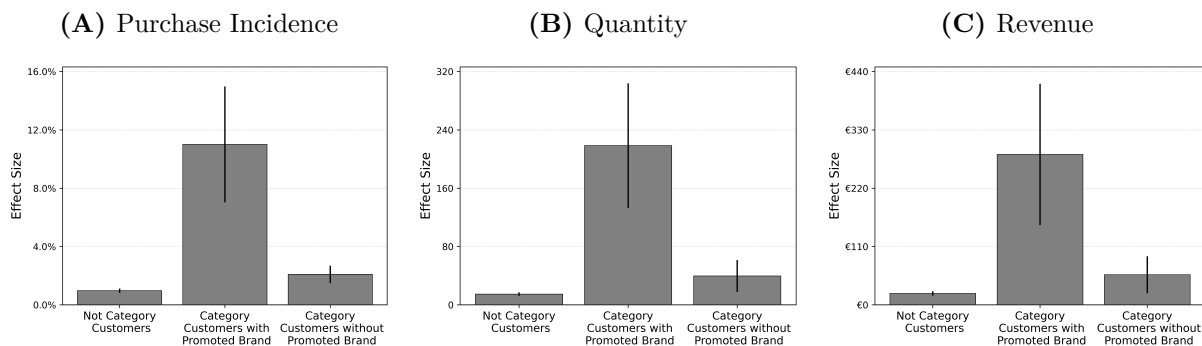 (A) Purchase Incidence
16.0%
12.0%
8.0%
4.0%
0.0%
Effect Size
Not Category
Customers
Category
Customers with
Promoted Brand
Category
Customers without
Promoted Brand
(B) Quantity
320
240
160
80
0
Effect Size
Not Category
Customers
Category
Customers with
Promoted Brand
Category
Customers without
Promoted Brand
(C) Revenue
€440
€330
€220
€110
€0
Effect Size
Not Category
Customers
Category
Customers with
Promoted Brand
Category
Customers without
Promoted Brand